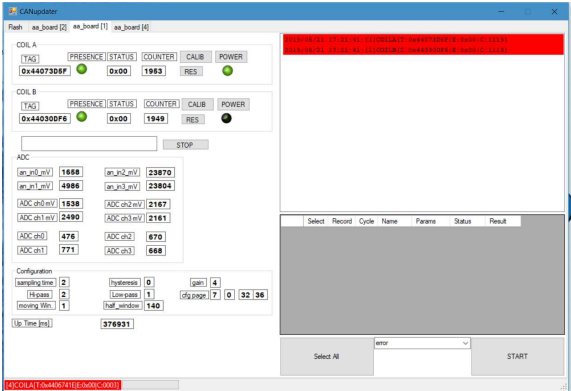 CANupdater
Flash aa_board [2] aa_board [1] aa_board [4]
COIL A
TAG PRESENCE STATUS COUNTER CALIB POWER
0x44073D5F 0x00 1953 RES
COIL B
TAG PRESENCE STATUS COUNTER CALIB POWER
0x44030DF6 0x00 1949 RES
STOP
ADC
an_in0_mV 1658 an_in2_mV 23870
an_in1_mV 4986 an_in3_mV 23804
ADC ch0 mV 1538 ADC ch2 mV 2167
ADC ch1 mV 2490 ADC ch3 mV 2161
ADC ch0 476 ADC ch2 670
ADC ch1 771 ADC ch3 668
Configuration
sampling time 2 hysteresis 0 gain 4
Hi-pass 2 Low-pass 1 cfg page 7 0 32 36
moving Win. 1 half_window 140
Up Time [ms] 376931
Select Record Cycle Name Params Status Result
error
Select All START
[4]COILA[T:0x4406741E|E:0x00|C:0003]